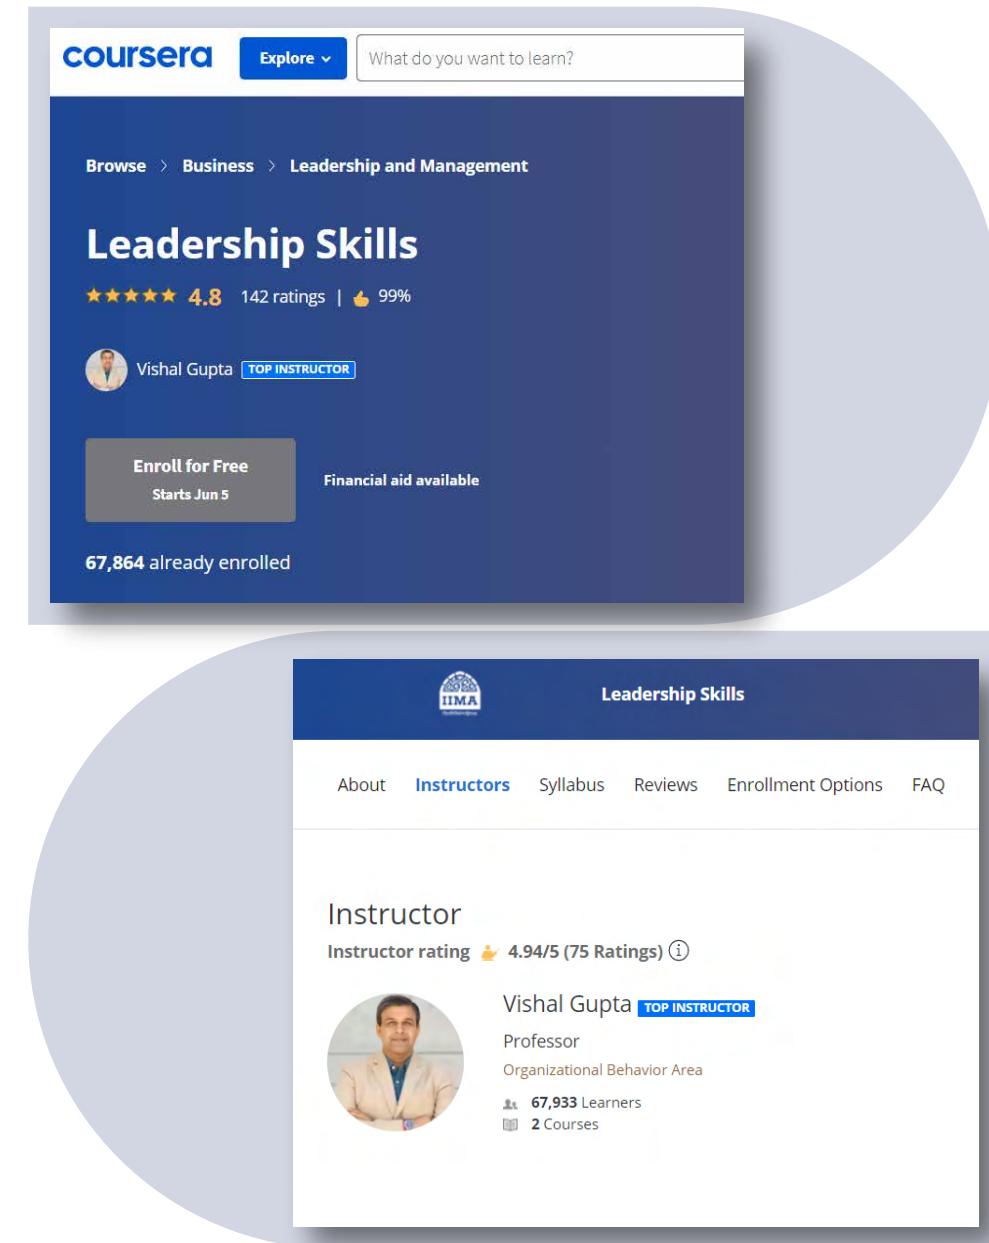 coursera
Explore
What do you want to learn?
Browse > Business > Leadership and Management
Leadership Skills
4.8 142 ratings | 99%
Vishal Gupta TOP INSTRUCTOR
Enroll for Free
Starts Jun 5
Financial aid available
67,864 already enrolled
IIMA
Leadership Skills
About Instructors Syllabus Reviews Enrollment Options FAQ
Instructor
Instructor rating 4.94/5 (75 Ratings)
Vishal Gupta TOP INSTRUCTOR
Professor
Organizational Behavior Area
67,933 Learners
2 Courses